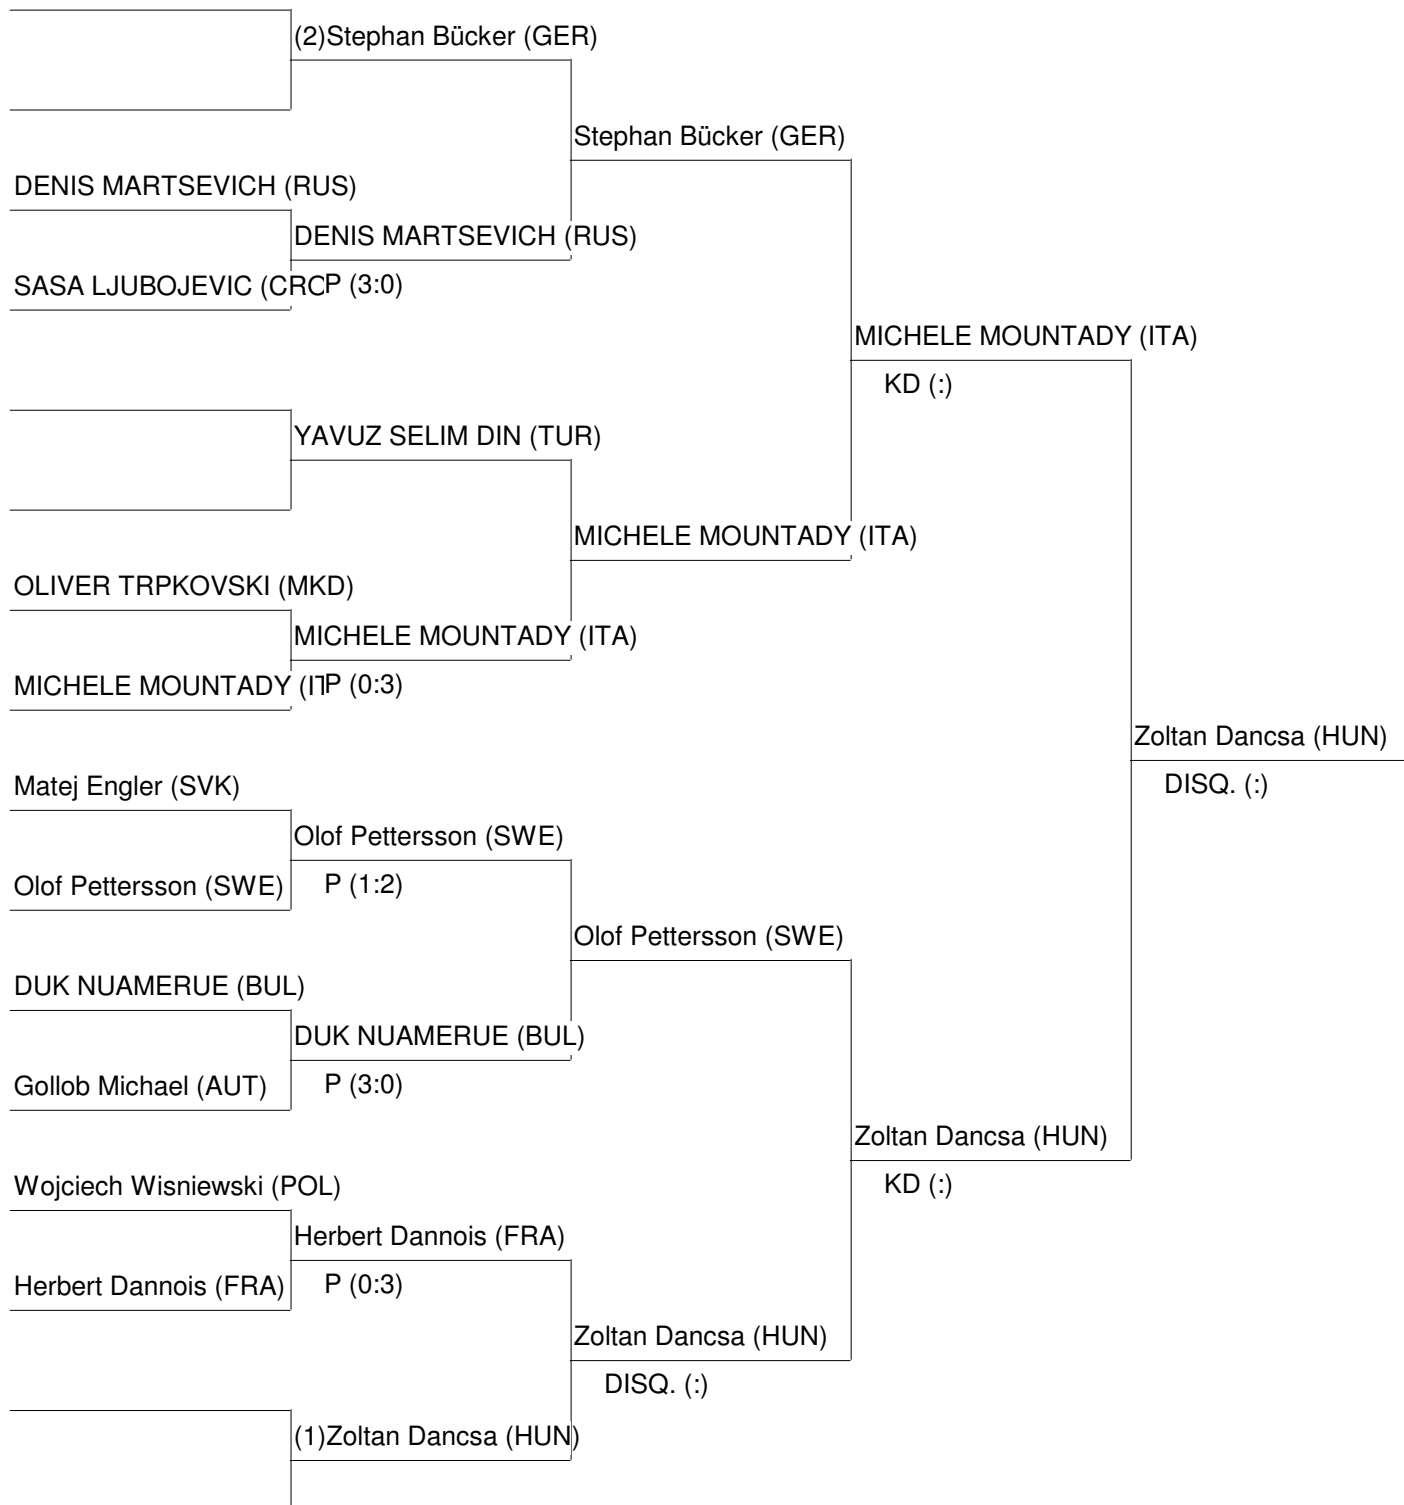 (2)Stephan Bücker (GER)
Stephan Bücker (GER)
DENIS MARTSEVICH (RUS)
DENIS MARTSEVICH (RUS)
SASA LJUBOJEVIC (CRO
P (3:0)
MICHELE MOUNTADY (ITA)
KD (:)
YAVUZ SELIM DIN (TUR)
MICHELE MOUNTADY (ITA)
OLIVER TRPKOVSKI (MKD)
MICHELE MOUNTADY (ITA)
MICHELE MOUNTADY (IT
P (0:3)
Zoltan Dancsa (HUN)
DISQ. (:)
Matej Engler (SVK)
Olof Pettersson (SWE)
Olof Pettersson (SWE)
P (1:2)
Olof Pettersson (SWE)
DUK NUAMERUE (BUL)
DUK NUAMERUE (BUL)
Gollob Michael (AUT)
P (3:0)
Zoltan Dancsa (HUN)
KD (:)
Wojciech Wisniewski (POL)
Herbert Dannois (FRA)
Herbert Dannois (FRA)
P (0:3)
Zoltan Dancsa (HUN)
DISQ. (:)
(1)Zoltan Dancsa (HUN)